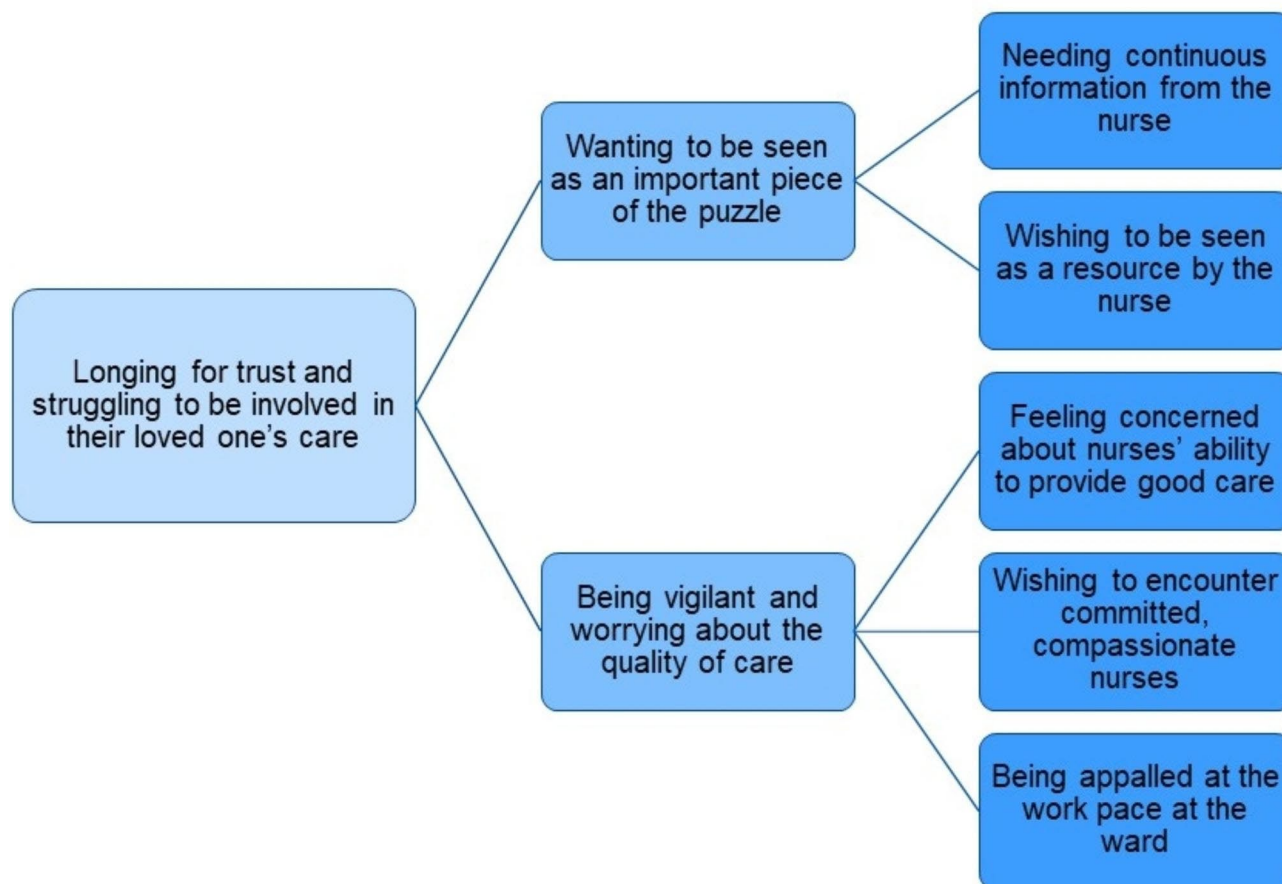 Longing for trust and
struggling to be involved in
their loved one’s care
Wanting to be seen
as an important piece
of the puzzle
Being vigilant and
worrying about the
quality of care
Needing continuous
information from the
nurse
Wishing to be seen
as a resource by the
nurse
Feeling concerned
about nurses’ ability
to provide good care
Wishing to encounter
committed,
compassionate
nurses
Being appalled at the
work pace at the
ward